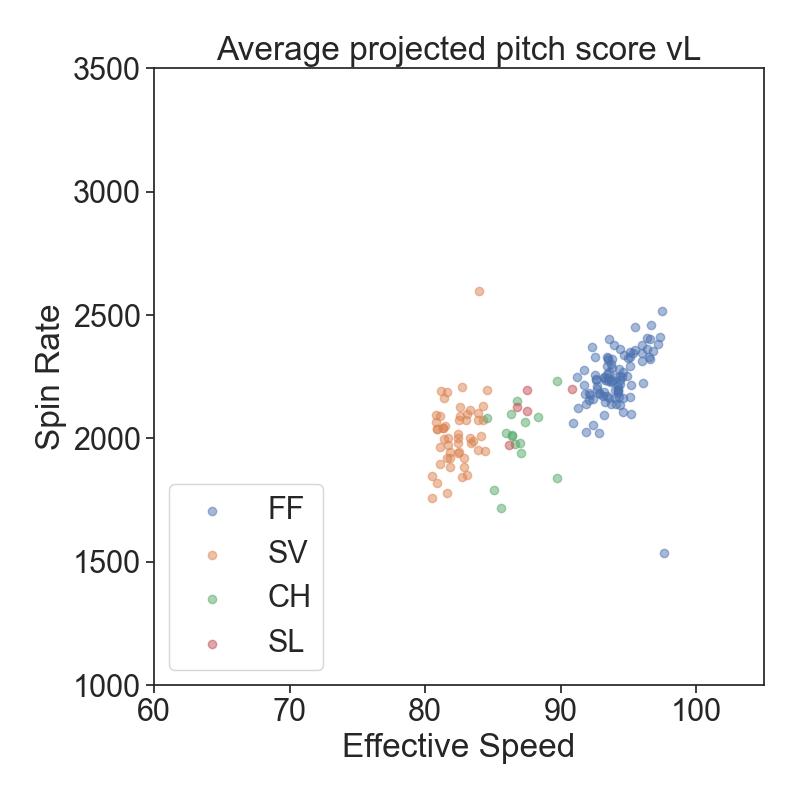 Average projected pitch score vL
3500
3000
2500
2000
1500
1000
Spin Rate
FF
SV
CH
SL
60 70 80 90 100
Effective Speed